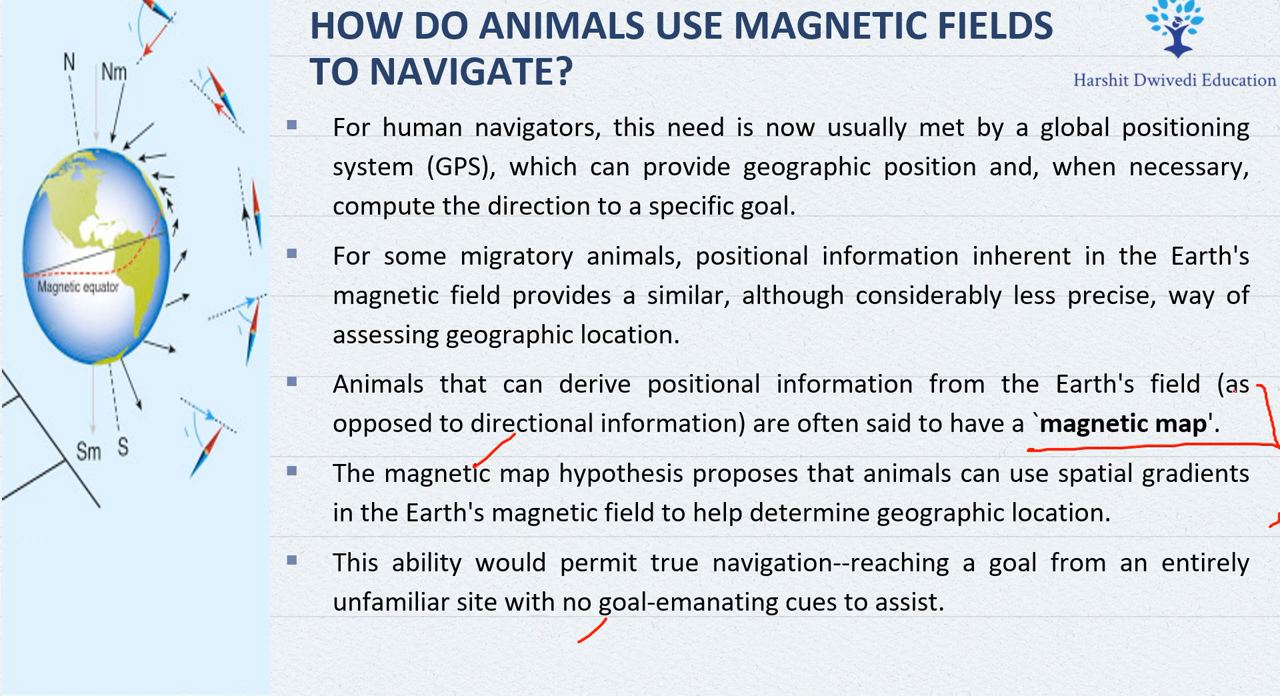 HOW DO ANIMALS USE MAGNETIC FIELDS
TO NAVIGATE?
Harshit Dwivedi Education
N
Nm
Magnetic equator
Sm
S
For human navigators, this need is now usually met by a global positioning
system (GPS), which can provide geographic position and, when necessary,
compute the direction to a specific goal.
For some migratory animals, positional information inherent in the Earth's
magnetic field provides a similar, although considerably less precise, way of
assessing geographic location.
Animals that can derive positional information from the Earth's field (as
opposed to directional information) are often said to have a `magnetic map'.
The magnetic map hypothesis proposes that animals can use spatial gradients
in the Earth's magnetic field to help determine geographic location.
This ability would permit true navigation--reaching a goal from an entirely
unfamiliar site with no goal-emanating cues to assist.